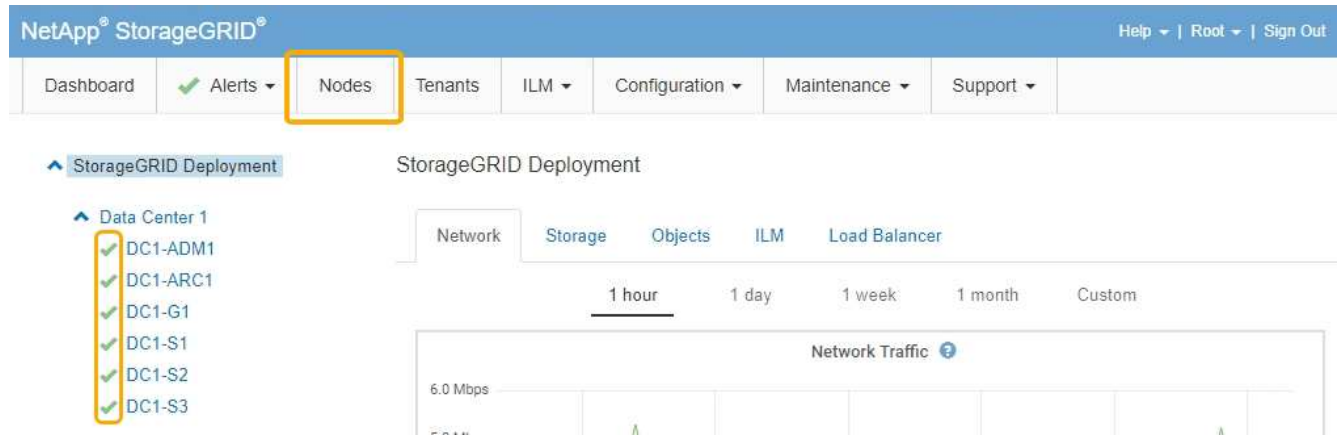 NetApp® StorageGRID®
Help | Root | Sign Out
Dashboard Alerts Nodes Tenants ILM Configuration Maintenance Support
StorageGRID Deployment
Data Center 1
DC1-ADM1
DC1-ARC1
DC1-G1
DC1-S1
DC1-S2
DC1-S3
StorageGRID Deployment
Network Storage Objects ILM Load Balancer
1 hour 1 day 1 week 1 month Custom
Network Traffic ?
6.0 Mbps